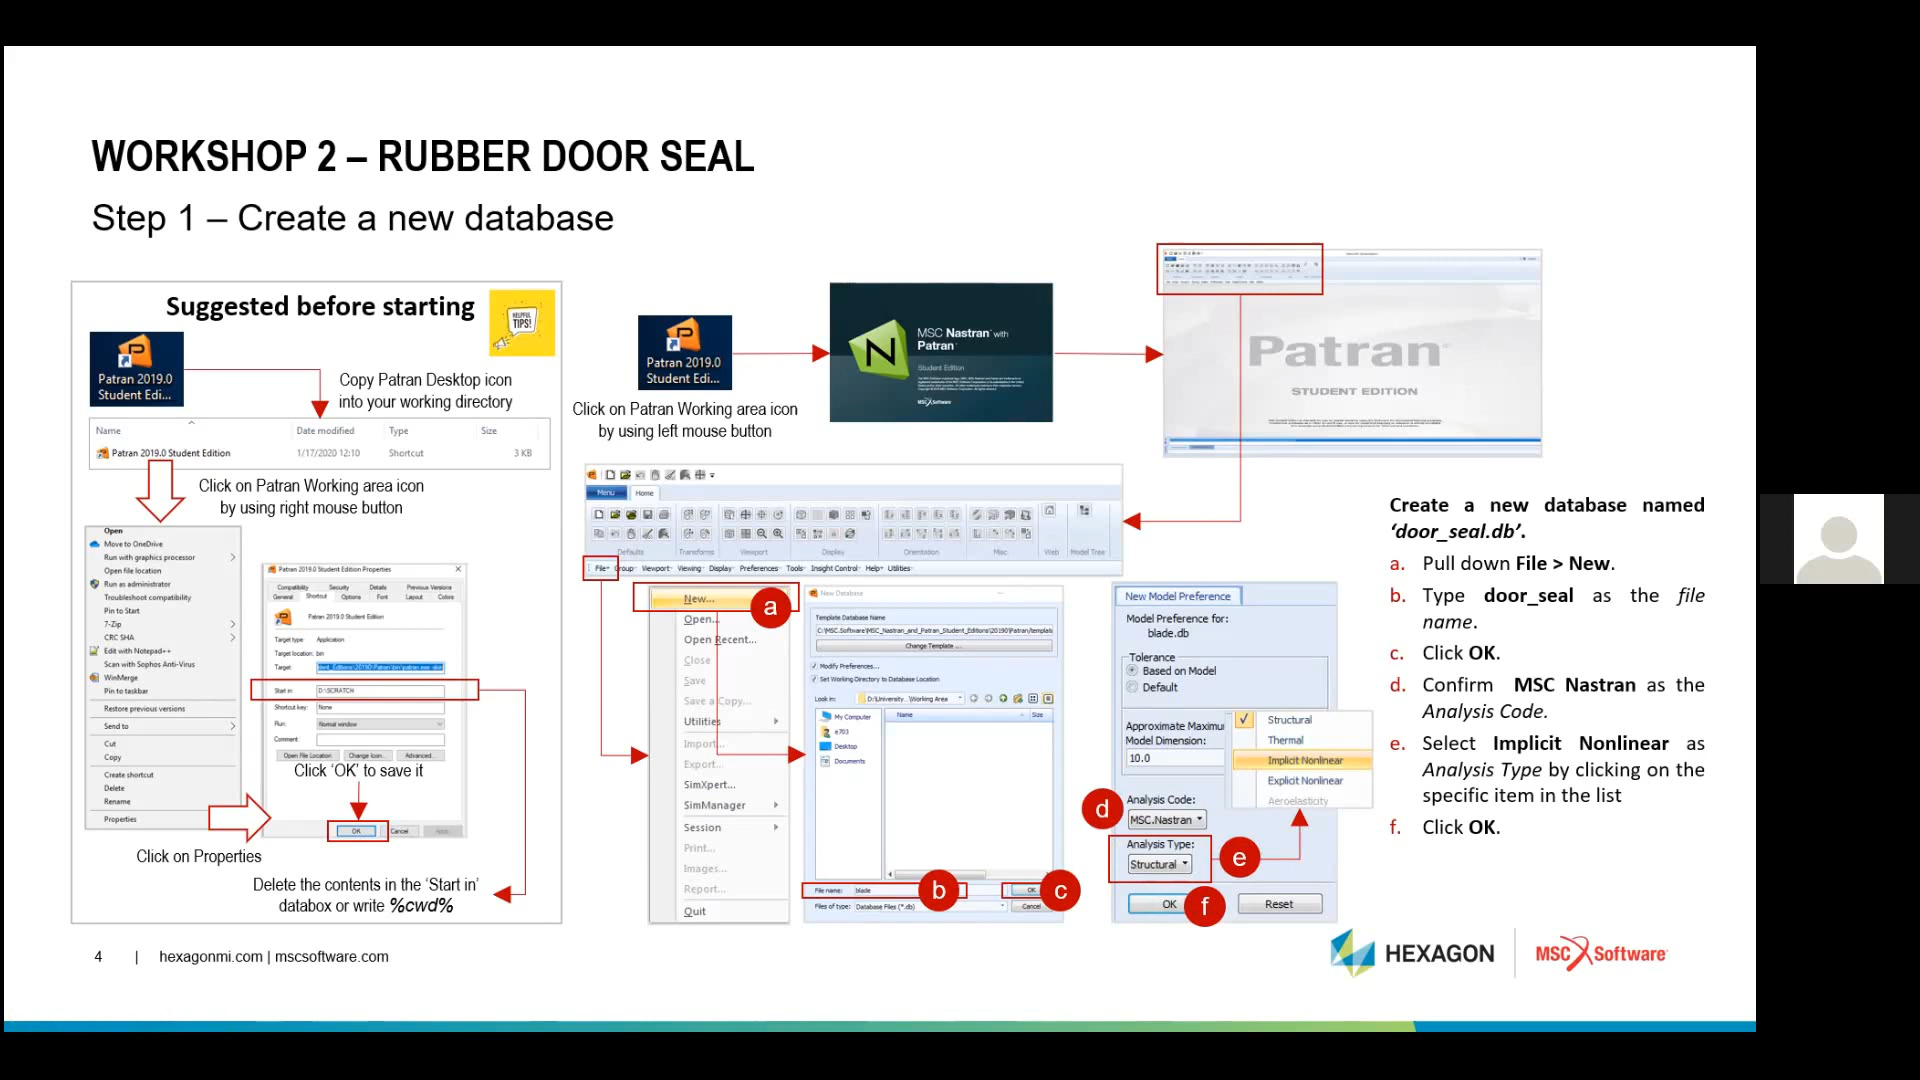 WORKSHOP 2 – RUBBER DOOR SEAL
Step 1 – Create a new database
Suggested before starting
HELPFUL
TIPS!
Patran 2019.0
Student Edi...
Copy Patran Desktop icon
into your working directory
Name Date modified Type Size
Patran 2019.0 Student Edition 1/17/2020 12:10 Shortcut 3 KB
Click on Patran Working area icon
by using right mouse button
Open
Move to OneDrive
Run with graphics processor
Open file location
Run as administrator
Troubleshoot compatibility
Pin to Start
7-Zip
CRC SHA
Edit with Notepad++
Scan with Sophos Anti-Virus
WinMerge
Pin to taskbar
Restore previous versions
Send to
Cut
Copy
Create shortcut
Delete
Rename
Properties
Patran 2019.0 Student Edition Properties
Compatibility Security Details Previous Versions
General Shortcut Options Font Layout Colors
Patran 2019.0 Student Edition
Target type: Application
Target location: bin
Target:
Start in: D:\SCRATCH
Shortcut key: None
Run: Normal window
Comment:
Open File Location Change Icon... Advanced...
Click ‘OK’ to save it
OK Cancel
Click on Properties
Delete the contents in the ‘Start in’
databox or write %cwd%
Patran 2019.0
Student Edi...
Click on Patran Working area icon
by using left mouse button
MSC Nastran with
Patran
Student Edition
MSC Software
Patran
STUDENT EDITION
Menu Home
Defaults Transforms Viewport Display Orientation Misc. Web Model Tree
File Group Viewport Viewing Display Preferences Tools Insight Control Help Utilities
New...
Open...
Open Recent...
Close
Save
Save a Copy...
Utilities
Import...
Export...
SimXpert...
SimManager
Session
Print...
Images...
Report...
Quit
a
New Database
Template Database Name
C:\MSC.Software\MSC_Nastran_and_Patran_Student_Editions\20190\Patran/templat
Change Template ...
Modify Preferences...
Set Working Directory to Database Location
Look in: D:\University...\Working Area
My Computer
e703
Desktop
Documents
Name Size
File name: blade
b
OK
c
Files of type: Database Files (*.db)
Cancel
New Model Preference
Model Preference for:
blade.db
Tolerance
Based on Model
Default
Approximate Maximu
Model Dimension:
10.0
Structural
Thermal
Implicit Nonlinear
Explicit Nonlinear
Aeroelasticity
d
Analysis Code:
MSC.Nastran
Analysis Type:
Structural
e
OK
f
Reset
Create a new database named
‘door_seal.db’.
a. Pull down File > New.
b. Type door_seal as the file
name.
c. Click OK.
d. Confirm MSC Nastran as the
Analysis Code.
e. Select Implicit Nonlinear as
Analysis Type by clicking on the
specific item in the list
f. Click OK.
4 | hexagonmi.com | mscsoftware.com
HEXAGON
MSC Software